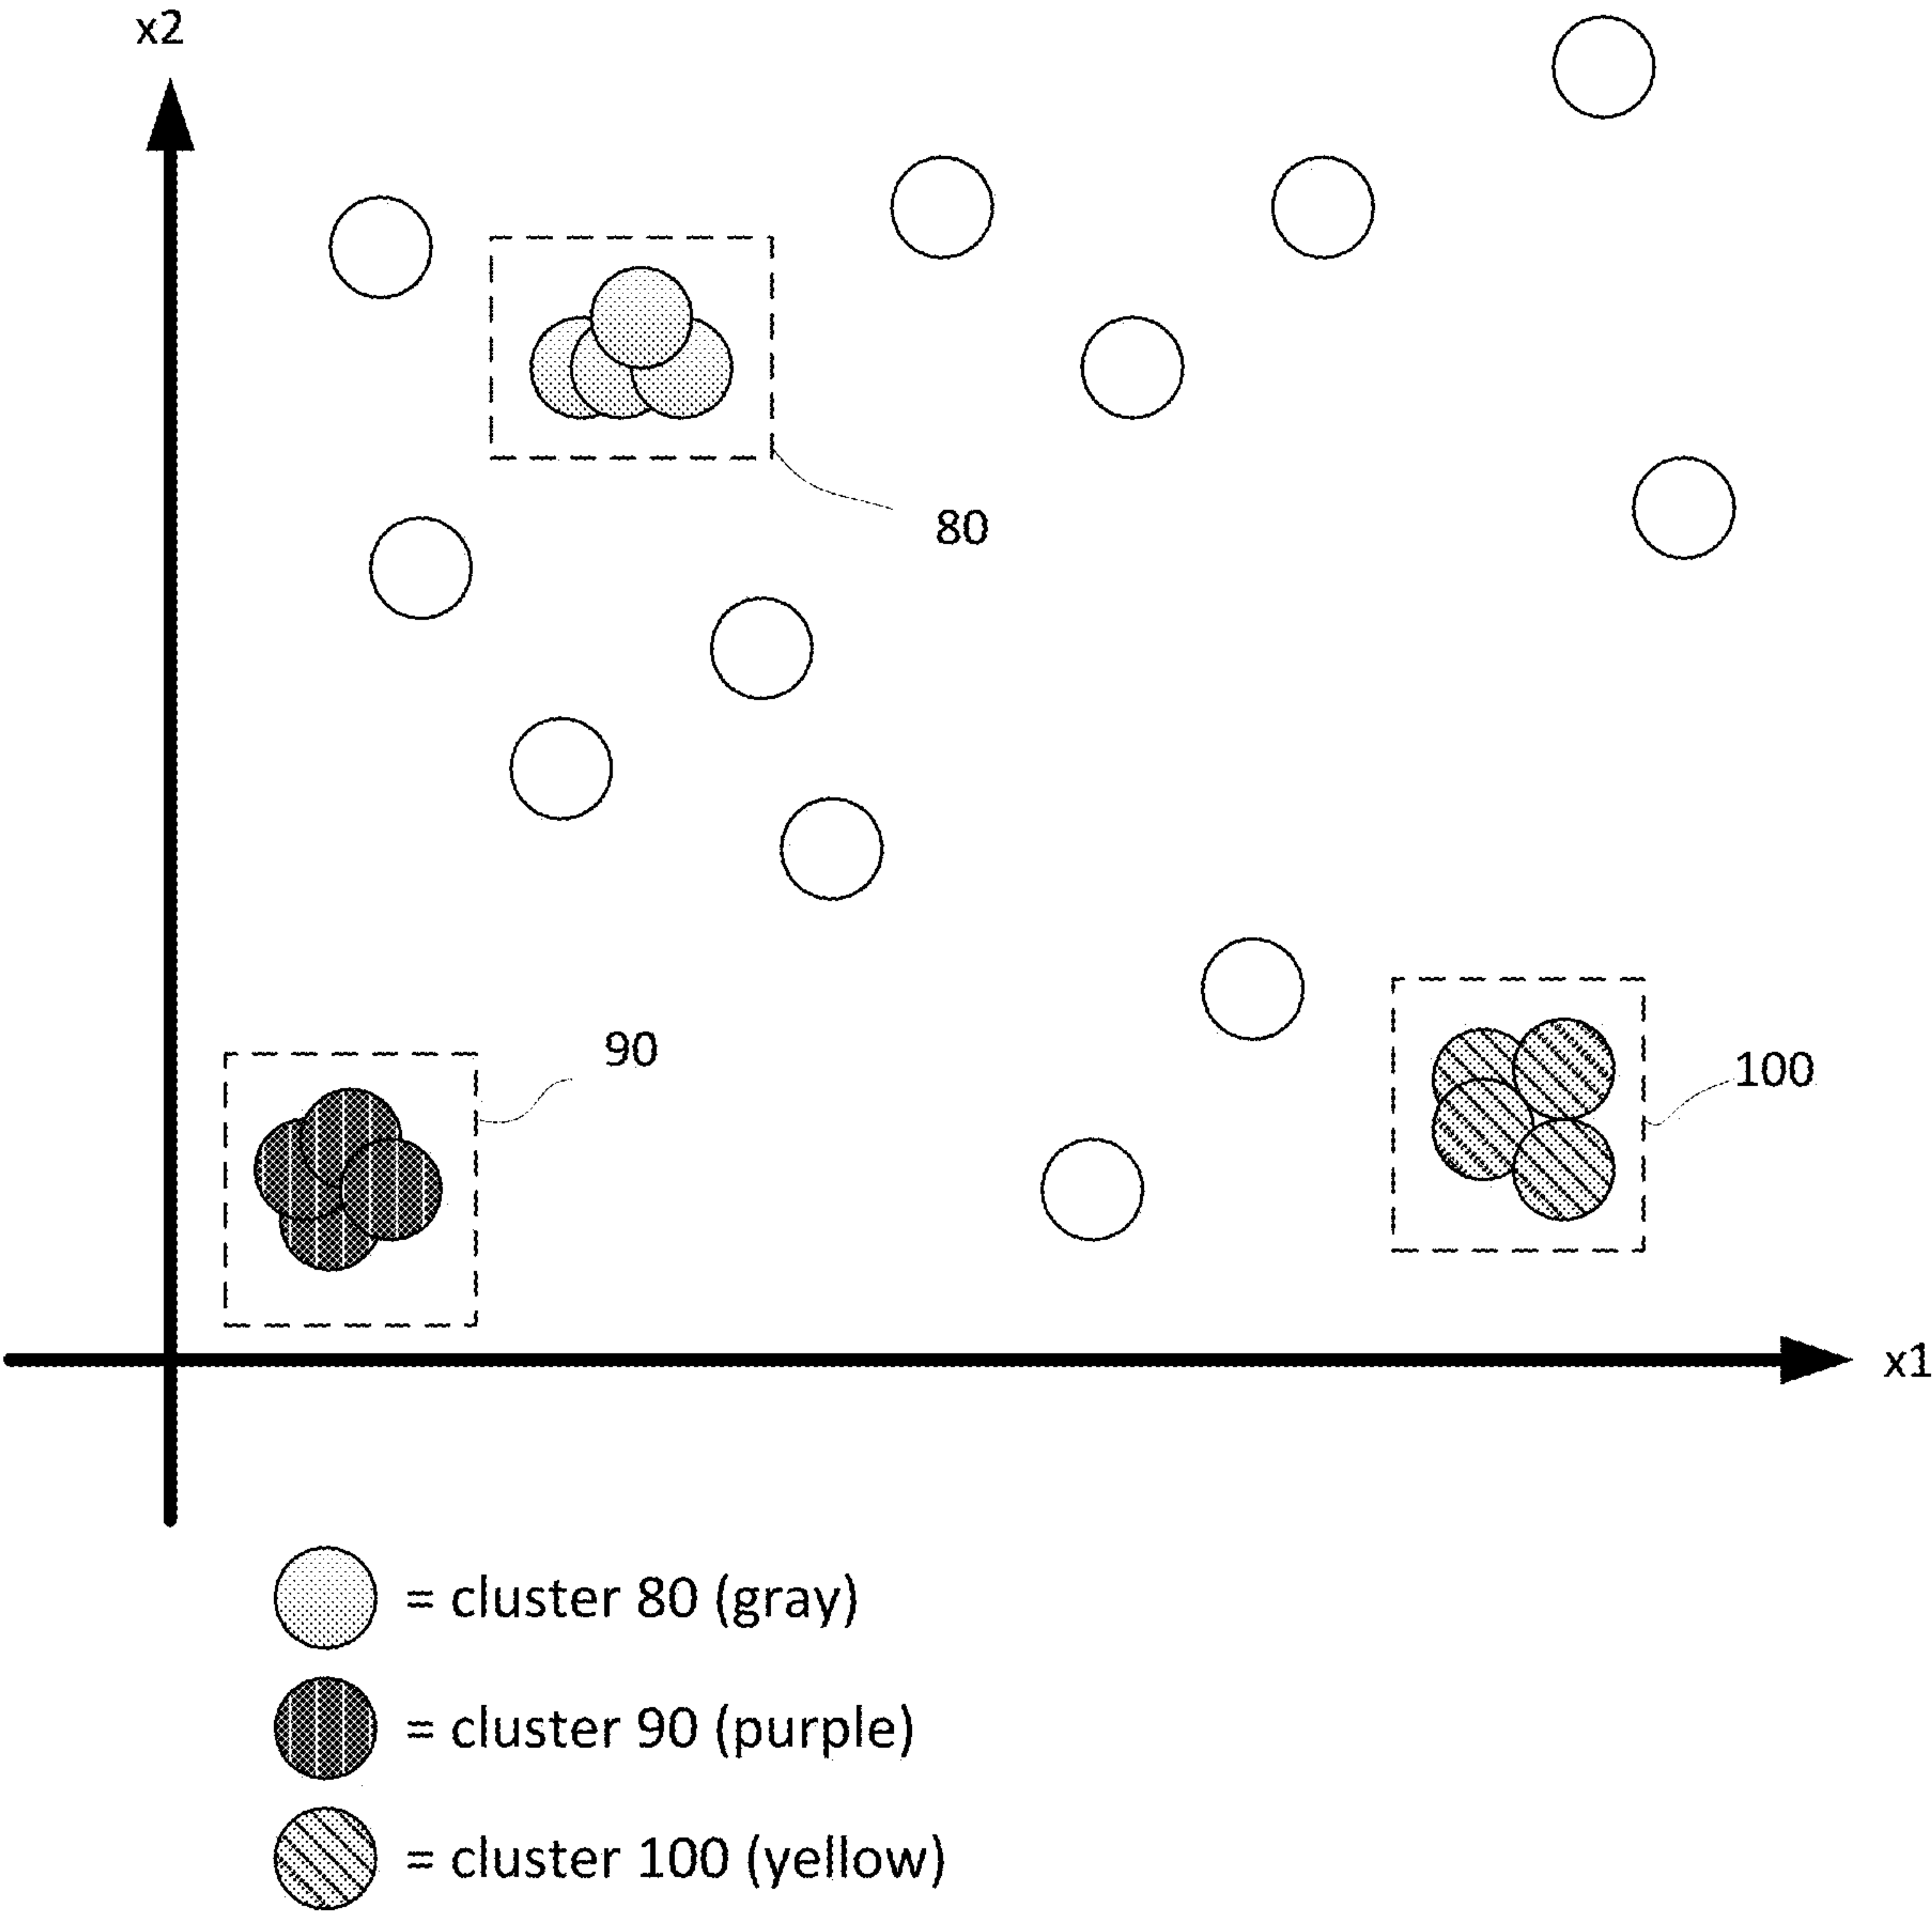 x2
80
90
100
x1
= cluster 80 (gray)
= cluster 90 (purple)
= cluster 100 (yellow)